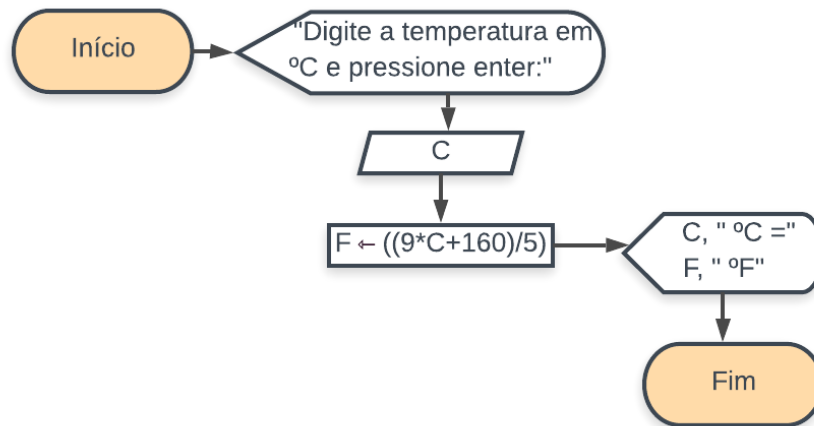 Início
"Digite a temperatura em
ºC e pressione enter:"
C
F ← ((9*C+160)/5)
C, " ºC ="
F, " ºF"
Fim